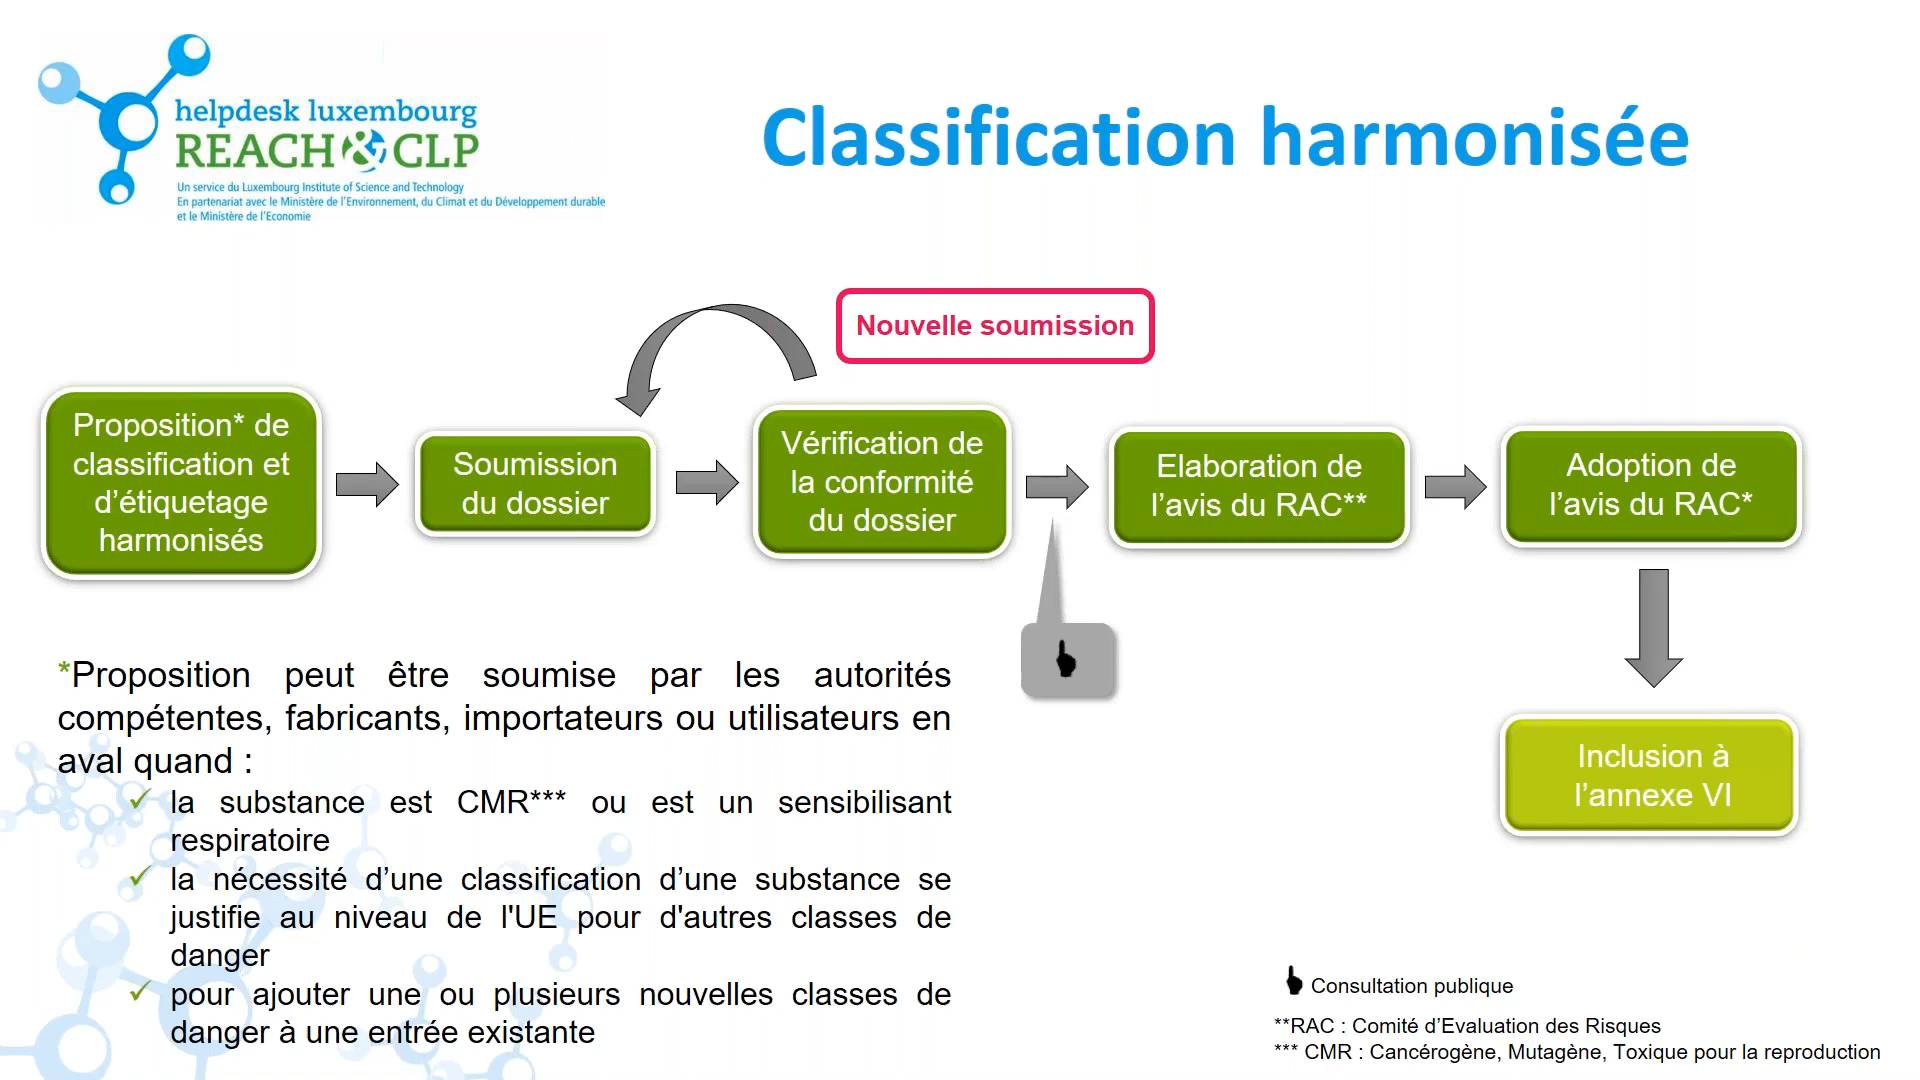 helpdesk luxembourg
REACH & CLP
Un service du Luxembourg Institute of Science and Technology
En partenariat avec le Ministère de l'Environnement, du Climat et du Développement durable
et le Ministère de l'Economie
Classification harmonisée
Nouvelle soumission
Proposition* de
classification et
d’étiquetage
harmonisés
Soumission
du dossier
Vérification de
la conformité
du dossier
Elaboration de
l’avis du RAC**
Adoption de
l’avis du RAC*
Inclusion à
l’annexe VI
*Proposition peut être soumise par les autorités
compétentes, fabricants, importateurs ou utilisateurs en
aval quand :
✓ la substance est CMR*** ou est un sensibilisant
respiratoire
✓ la nécessité d’une classification d’une substance se
justifie au niveau de l'UE pour d'autres classes de
danger
✓ pour ajouter une ou plusieurs nouvelles classes de
danger à une entrée existante
Consultation publique
**RAC : Comité d’Evaluation des Risques
*** CMR : Cancérogène, Mutagène, Toxique pour la reproduction